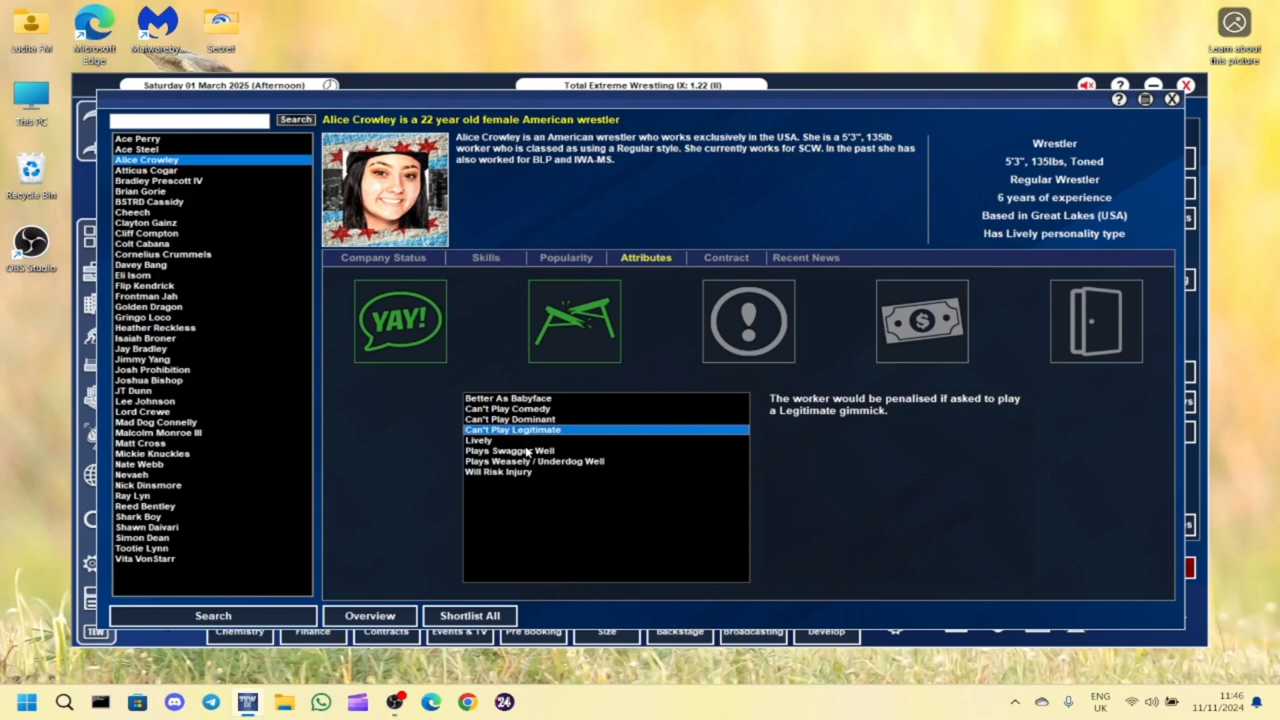 Lucha FM
Microsoft Edge
Malwareby...
Secret
Learn about this picture
This PC
Recycle Bin
OBS Studio
Saturday 01 March 2025 (Afternoon)
Total Extreme Wrestling IX: 1.22 (II)
?
X
?
X
Search
Alice Crowley is a 22 year old female American wrestler
Ace Perry
Ace Steel
Alice Crowley
Atticus Cogar
Bradley Prescott IV
Brian Gorie
BSTRD Cassidy
Cheech
Clayton Gainz
Cliff Compton
Colt Cabana
Cornelius Crummels
Davey Bang
Eli Isom
Flip Kendrick
Frontman Jah
Golden Dragon
Gringo Loco
Heather Reckless
Isaiah Broner
Jay Bradley
Jimmy Yang
Josh Prohibition
Joshua Bishop
JT Dunn
Lee Johnson
Lord Crewe
Mad Dog Connelly
Malcolm Monroe III
Matt Cross
Mickie Knuckles
Nate Webb
Nevaeh
Nick Dinsmore
Ray Lyn
Reed Bentley
Shark Boy
Shawn Daivari
Simon Dean
Tootie Lynn
Vita VonStarr
Alice Crowley is an American wrestler who works exclusively in the USA. She is a 5'3", 135lb
worker who is classed as using a Regular style. She currently works for SCW. In the past she has
also worked for BLP and IWA-MS.
Wrestler
5'3", 135lbs, Toned
Regular Wrestler
6 years of experience
Based in Great Lakes (USA)
Has Lively personality type
Company Status
Skills
Popularity
Attributes
Contract
Recent News
YAY!
!
$
Better As Babyface
Can't Play Comedy
Can't Play Dominant
Can't Play Legitimate
Lively
Plays Swagger Well
Plays Weasely / Underdog Well
Will Risk Injury
The worker would be penalised if asked to play
a Legitimate gimmick.
Search
Overview
Shortlist All
TEW
Chemistry
Finance
Contracts
Events & TV
Pre Booking
Size
Backstage
Broadcasting
Develop
TEW
24
ENG
UK
11:46
11/11/2024